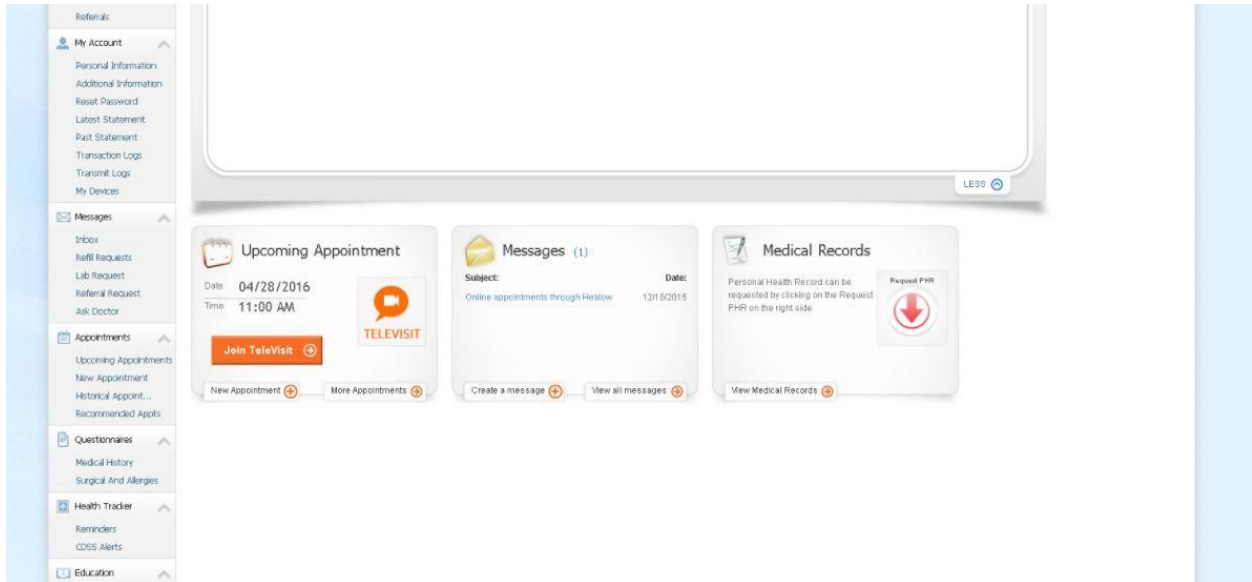 Referrals
My Account
Personal Information
Additional Information
Reset Password
Latest Statement
Past Statement
Transaction Logs
Transmit Logs
My Devices
Messages
Inbox
Refill Requests
Lab Request
Referral Request
Ask Doctor
Appointments
Upcoming Appointments
New Appointment
Historical Appoint...
Recommended Appts
Questionnaires
Medical History
Surgical And Allergies
Health Tracker
Reminders
CDSS Alerts
Education
LESS
Upcoming Appointment
Date 04/28/2016
Time 11:00 AM
TELEVISIT
Join TeleVisit
New Appointment
More Appointments
Messages (1)
Subject: Date:
Online appointments through Healow 12/18/2015
Create a message
View all messages
Medical Records
Personal Health Record can be
requested by clicking on the Request
PHR on the right side
Request PHR
View Medical Records